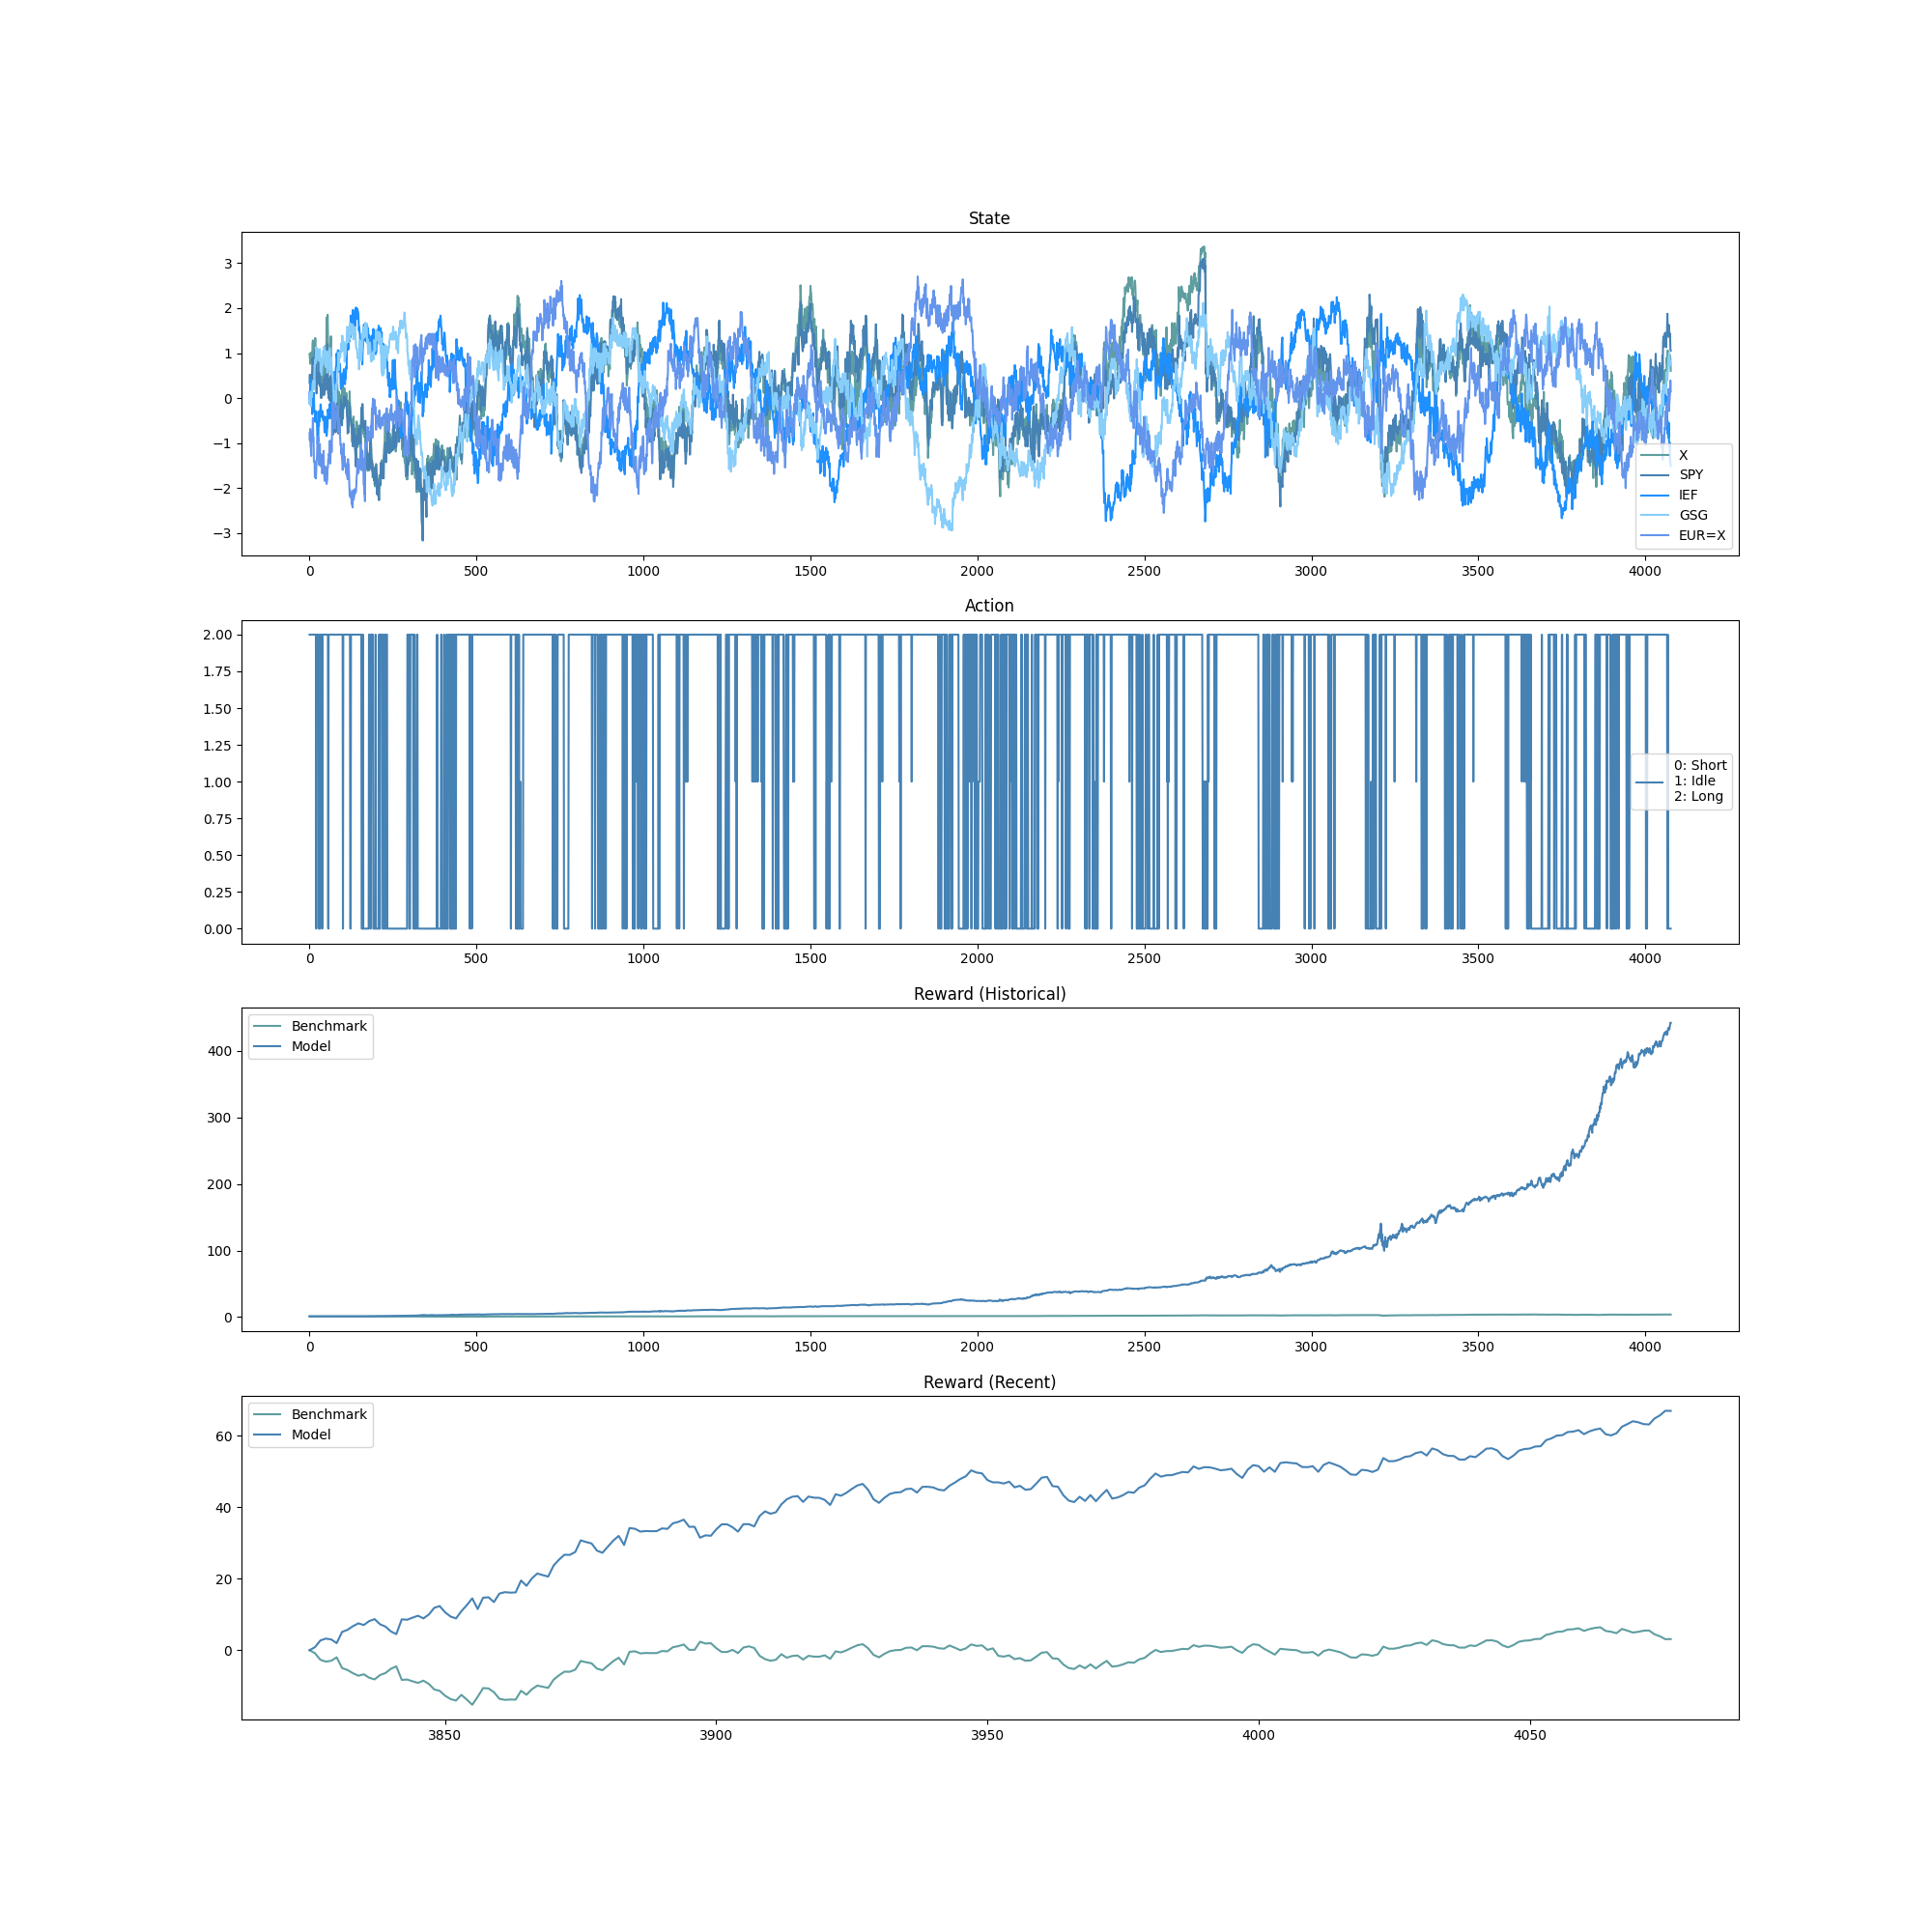 State
3
2
1
0
−1
−2
−3
X
SPY
IEF
GSG
EUR=X
0 500 1000 1500 2000 2500 3000 3500 4000
Action
2.00
1.75
1.50
1.25
1.00
0.75
0.50
0.25
0.00
0: Short
1: Idle
2: Long
0 500 1000 1500 2000 2500 3000 3500 4000
Reward (Historical)
Benchmark
Model
400
300
200
100
0
0 500 1000 1500 2000 2500 3000 3500 4000
Reward (Recent)
Benchmark
Model
60
40
20
0
3850 3900 3950 4000 4050